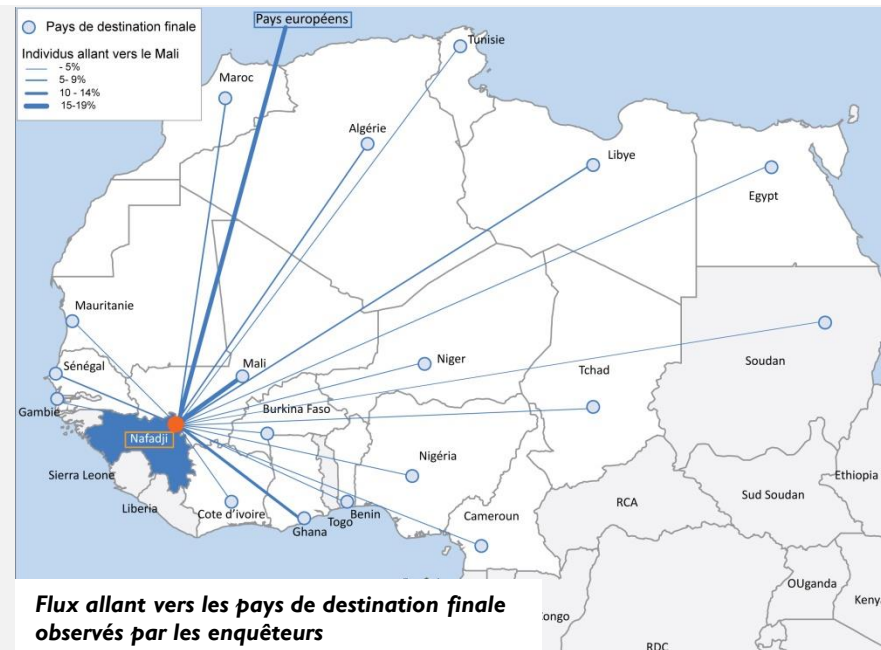 Pays européens
Pays de destination finale
Individus allant vers le Mali
- 5%
5- 9%
10 - 14%
15-19%
Tunisie
Maroc
Algérie
Libye
Egypt
Mauritanie
Sénégal
Mali
Niger
Tchad
Soudan
Gambie
Burkina Faso
Nafadji
Nigéria
Sierra Leone
Ethiopia
Liberia
Cote d'ivoire
Ghana
Togo
Benin
Cameroun
RCA
Sud Soudan
OUganda
Keny
ongo
RDC
Flux allant vers les pays de destination finale
observés par les enquêteurs